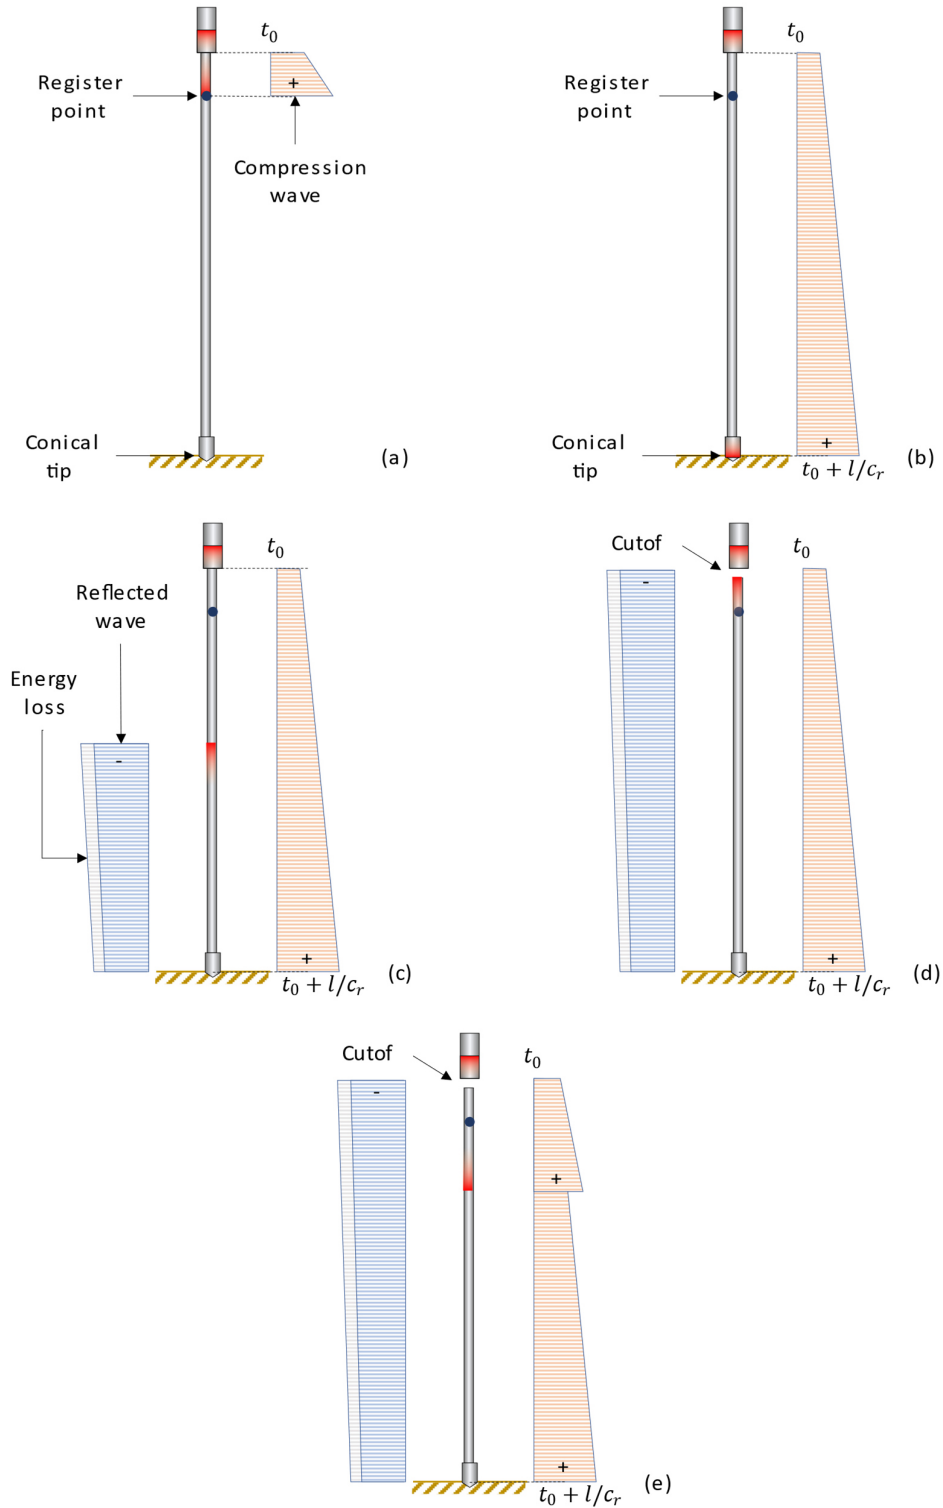 t₀
Register
point
+
Compression
wave
Conical
tip
(a)
t₀
Register
point
Conical
tip
+
t₀ + l/cᵣ
(b)
t₀
Reflected
wave
Energy
loss
-
+
t₀ + l/cᵣ
(c)
Cutof
t₀
-
+
t₀ + l/cᵣ
(d)
Cutof
t₀
-
+
+
t₀ + l/cᵣ
(e)